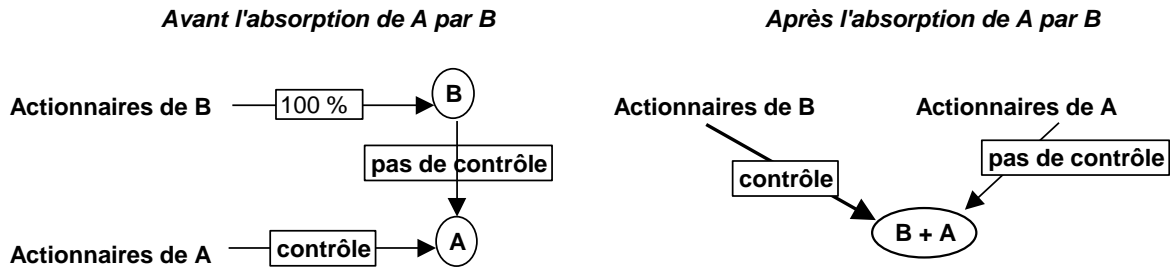 Avant l'absorption de A par B
Actionnaires de B
100 %
B
pas de contrôle
Actionnaires de A
contrôle
A
Après l'absorption de A par B
Actionnaires de B
Actionnaires de A
contrôle
pas de contrôle
B + A